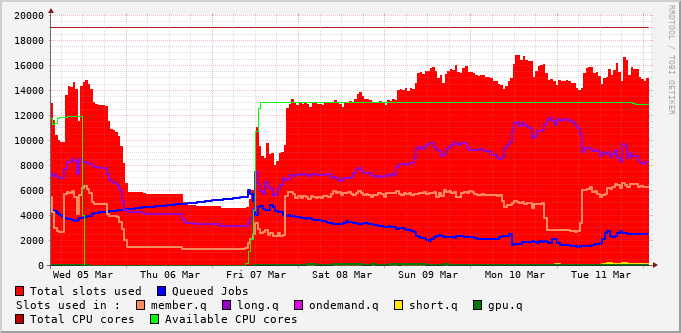 20000
18000
16000
14000
12000
10000
8000
6000
4000
2000
0
Wed 05 Mar Thu 06 Mar Fri 07 Mar Sat 08 Mar Sun 09 Mar Mon 10 Mar Tue 11 Mar
Total slots used Queued Jobs
Slots used in : member.q long.q ondemand.q short.q gpu.q
Total CPU cores Available CPU cores
RRDTOOL / TOBI OETIKER